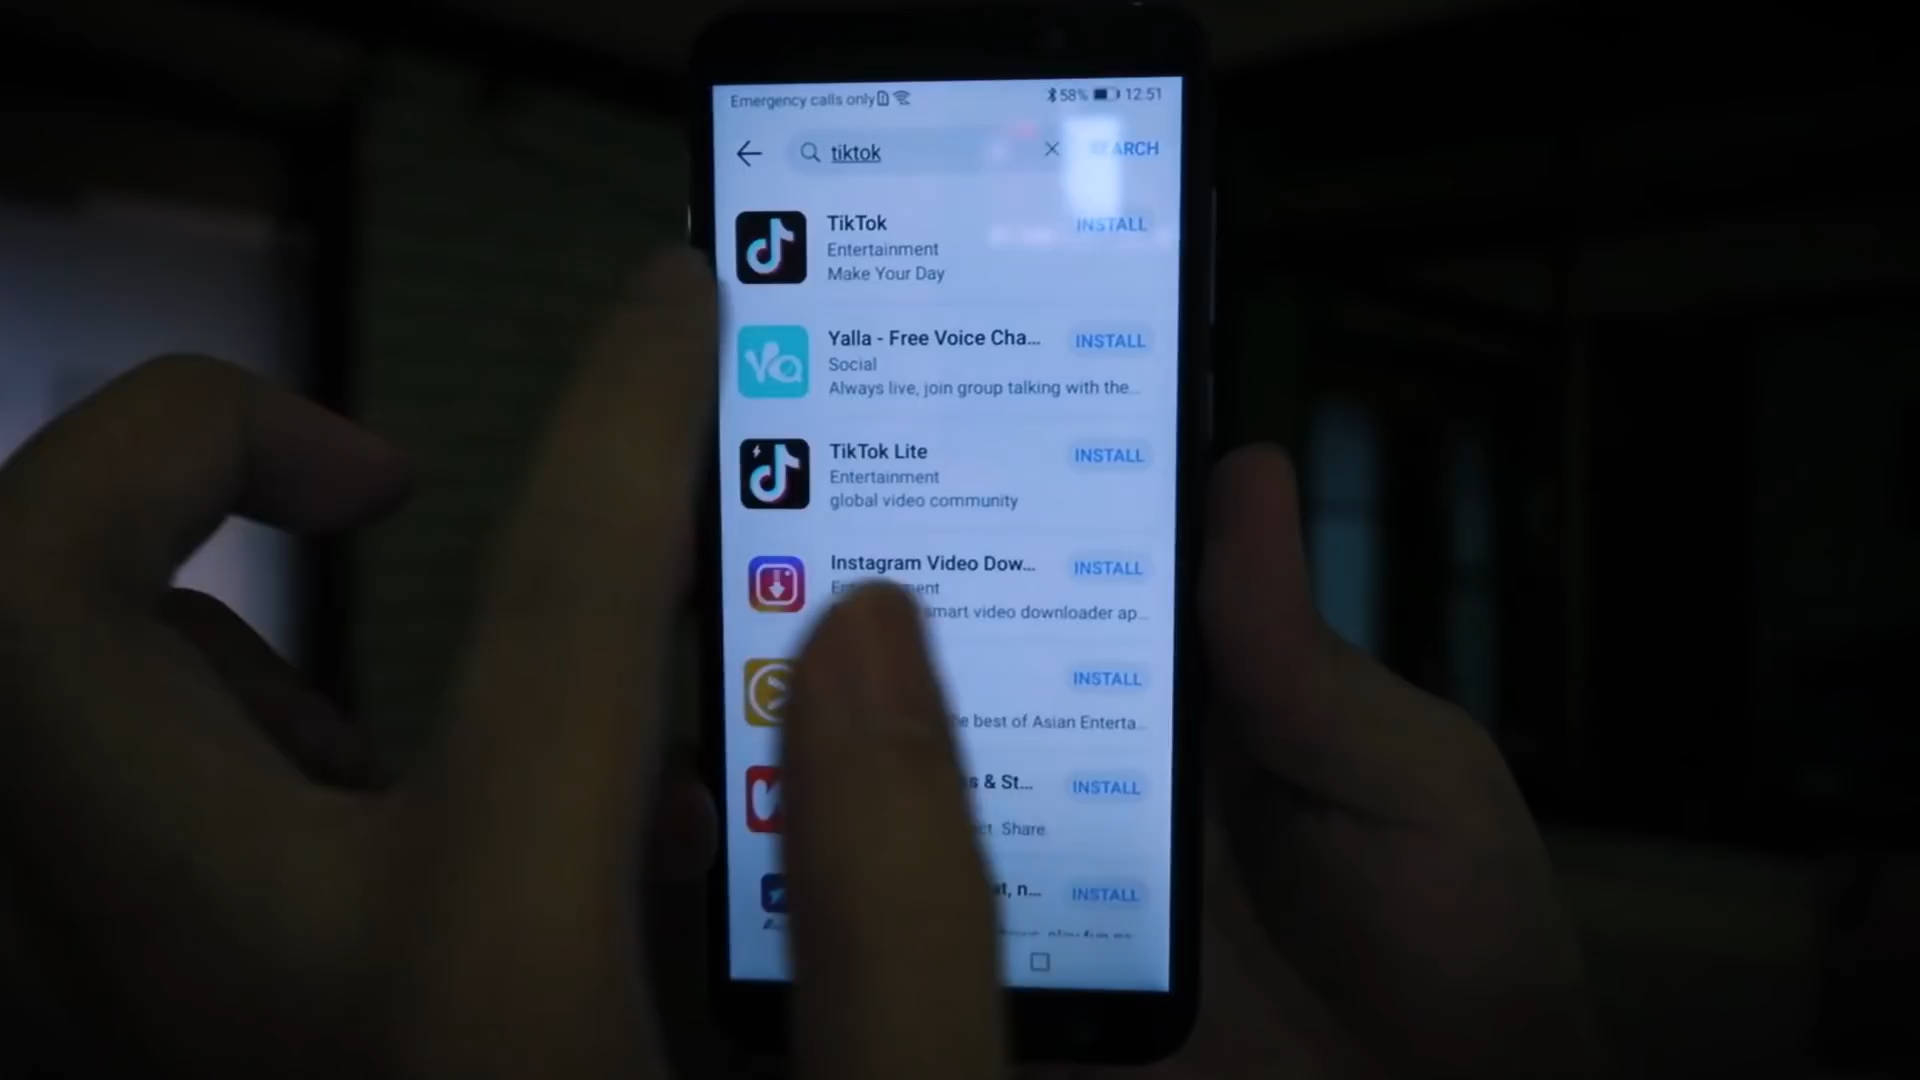 Emergency calls only
58% 12:51
tiktok
SEARCH
TikTok
INSTALL
Entertainment
Make Your Day
Yalla - Free Voice Cha...
INSTALL
Social
Always live, join group talking with the...
TikTok Lite
INSTALL
Entertainment
global video community
Instagram Video Dow...
INSTALL
smart video downloader ap...
INSTALL
best of Asian Enterta...
& St...
INSTALL
Share
n...
INSTALL